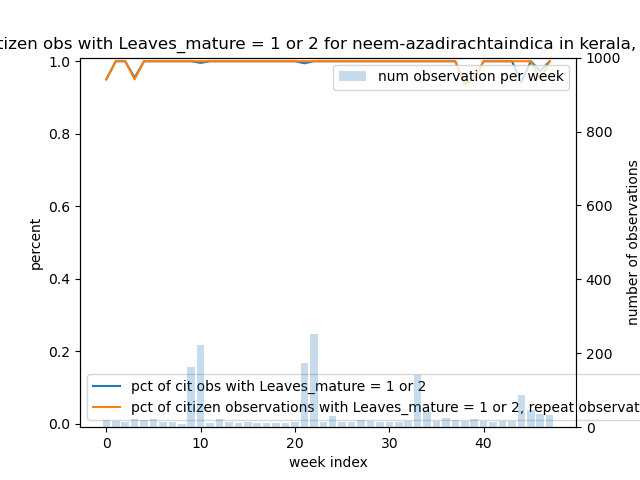 tizen obs with Leaves_mature = 1 or 2 for neem-azadirachtaindica in kerala,
1.0
0.8
0.6
0.4
0.2
0.0
percent
1000
800
600
400
200
0
number of observations
num observation per week
pct of cit obs with Leaves_mature = 1 or 2
pct of citizen observations with Leaves_mature = 1 or 2, repeat observat
0 10 20 30 40
week index